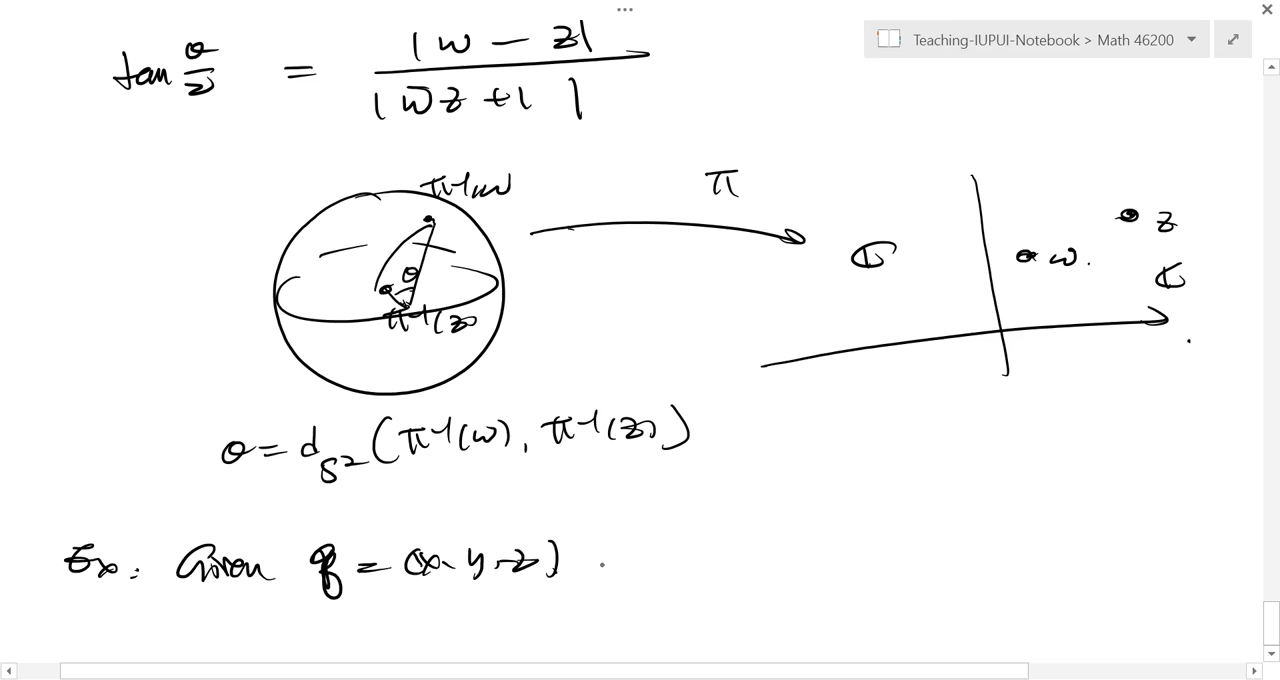 Teaching-IUPUI-Notebook > Math 46200
tan θ/2 = |w - z| / |w̄z + 1|
π⁻¹(w)
π
z
w.
ℂ
ℂ
θ
π⁻¹(z)
θ = d_{S²}(π⁻¹(w), π⁻¹(z))
Ex: Given q = (x, y, z)